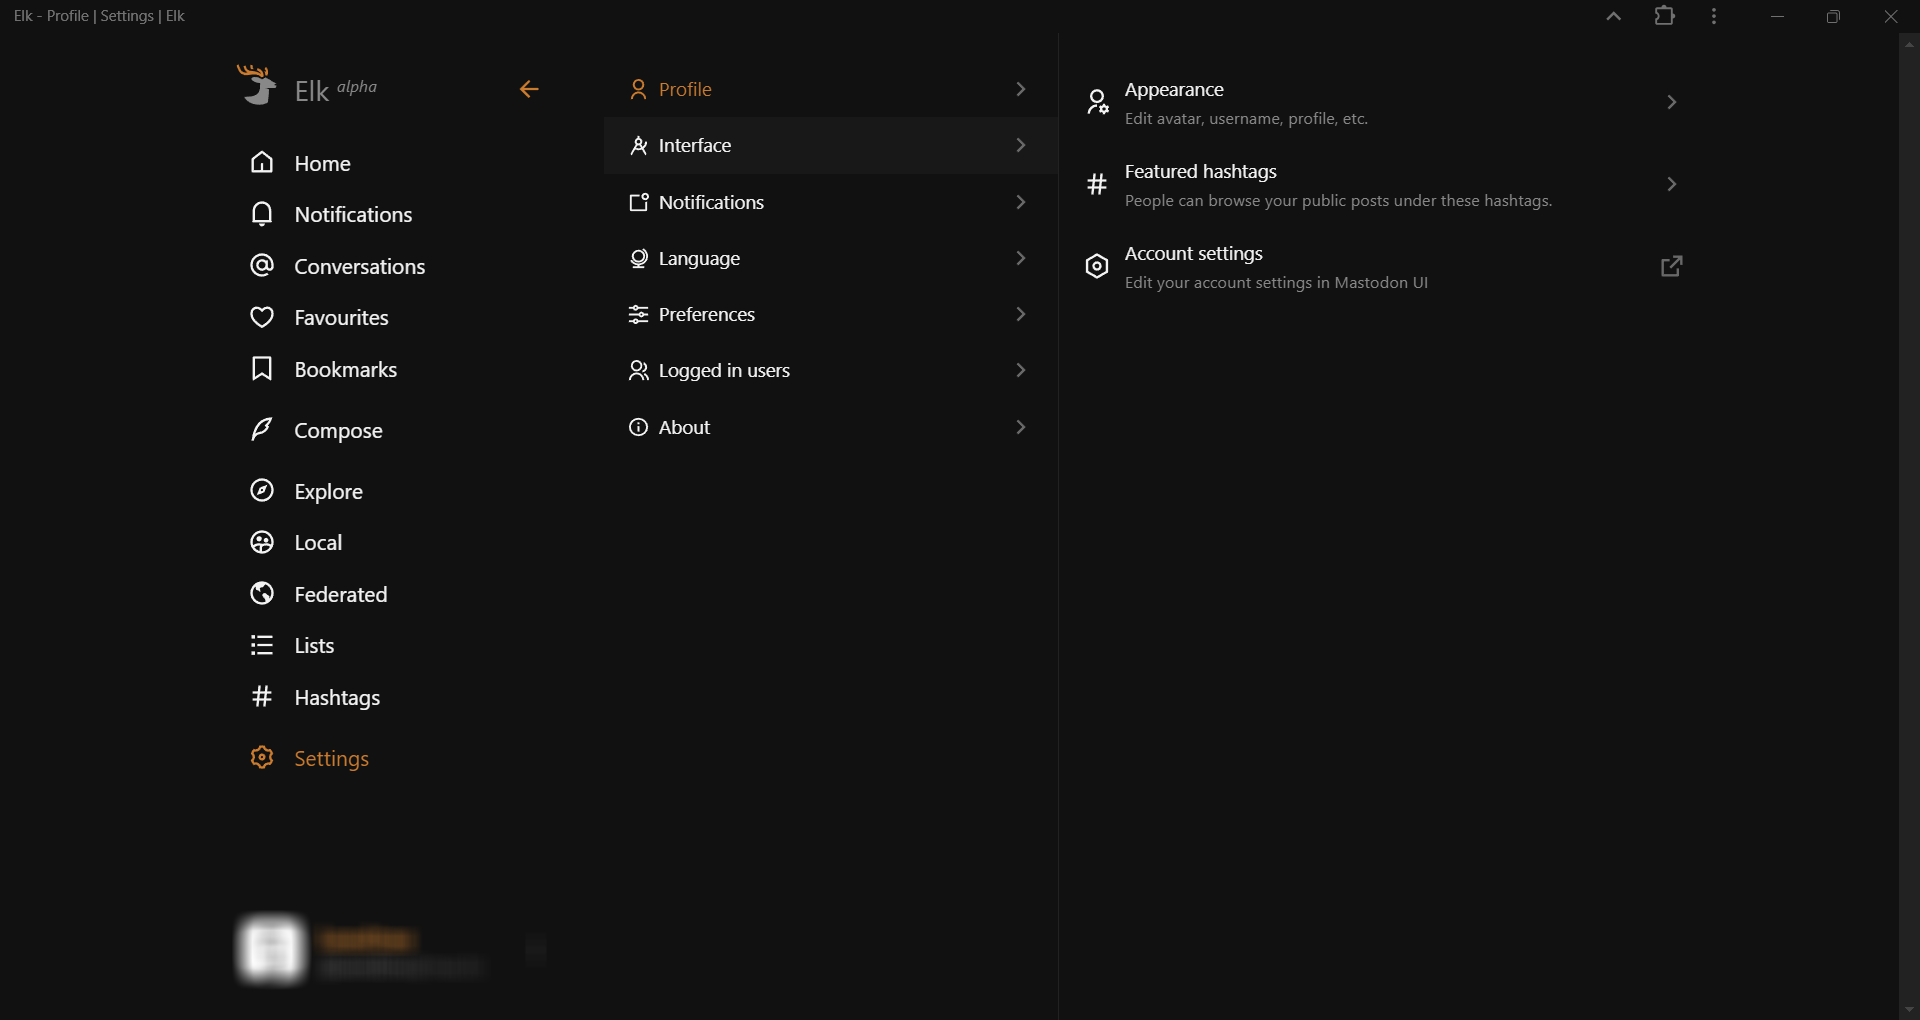 Elk - Profile | Settings | Elk
Elk alpha
Home
Notifications
Conversations
Favourites
Bookmarks
Compose
Explore
Local
Federated
Lists
Hashtags
Settings
Profile
Interface
Notifications
Language
Preferences
Logged in users
About
Appearance
Edit avatar, username, profile, etc.
Featured hashtags
People can browse your public posts under these hashtags.
Account settings
Edit your account settings in Mastodon UI